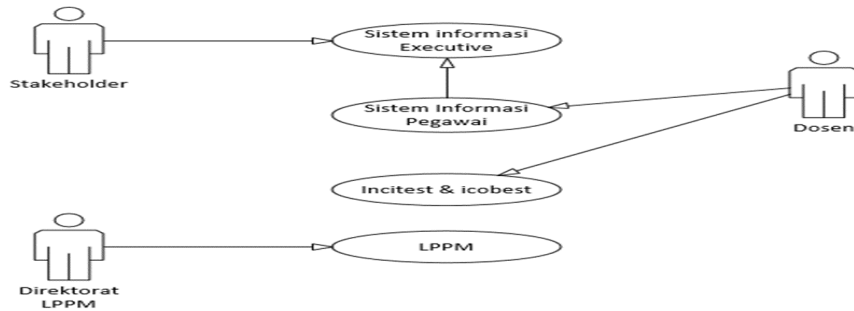 Sistem informasi
Executive
Stakeholder
Sistem Informasi
Pegawai
Dosen
Incitest & icobest
LPPM
Direktorat
LPPM